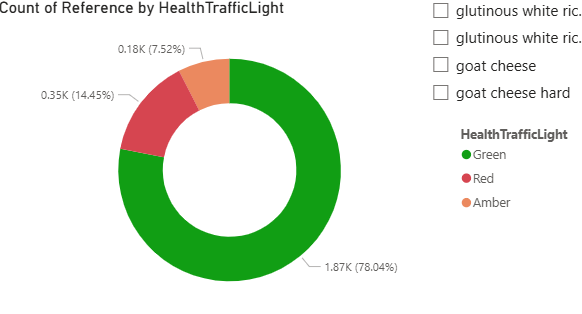 Count of Reference by HealthTrafficLight
0.18K (7.52%)
0.35K (14.45%)
1.87K (78.04%)
glutinous white ric.
glutinous white ric.
goat cheese
goat cheese hard
HealthTrafficLight
Green
Red
Amber